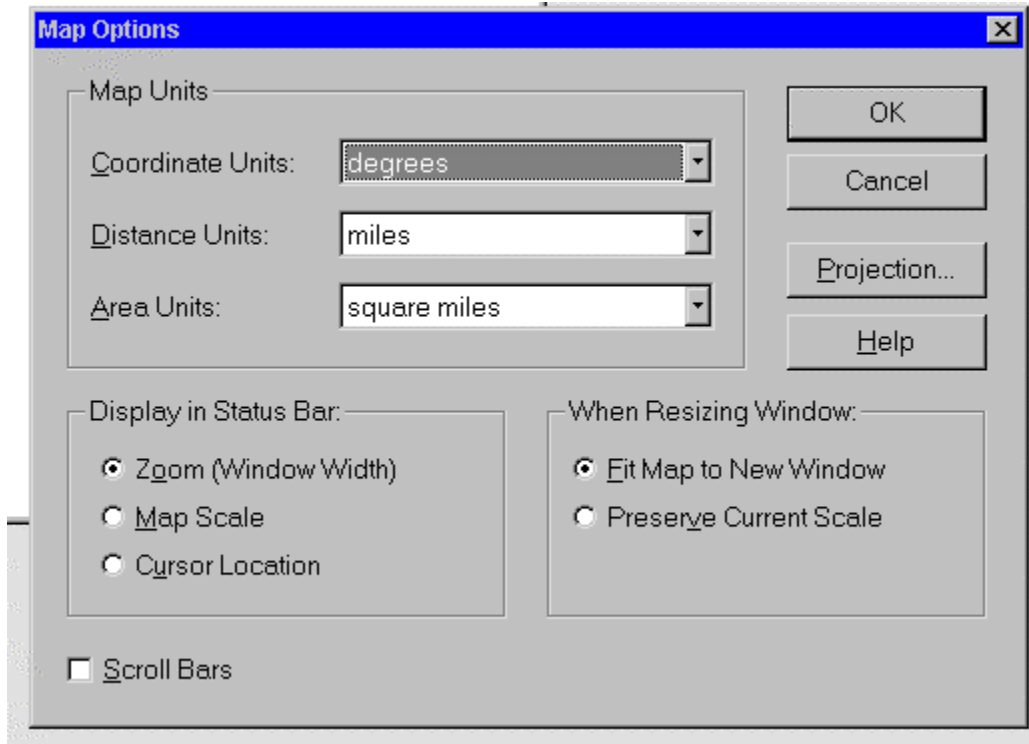 Map Options
Map Units
Coordinate Units: degrees
Distance Units: miles
Area Units: square miles
OK
Cancel
Projection...
Help
Display in Status Bar:
Zoom (Window Width)
Map Scale
Cursor Location
When Resizing Window:
Fit Map to New Window
Preserve Current Scale
Scroll Bars